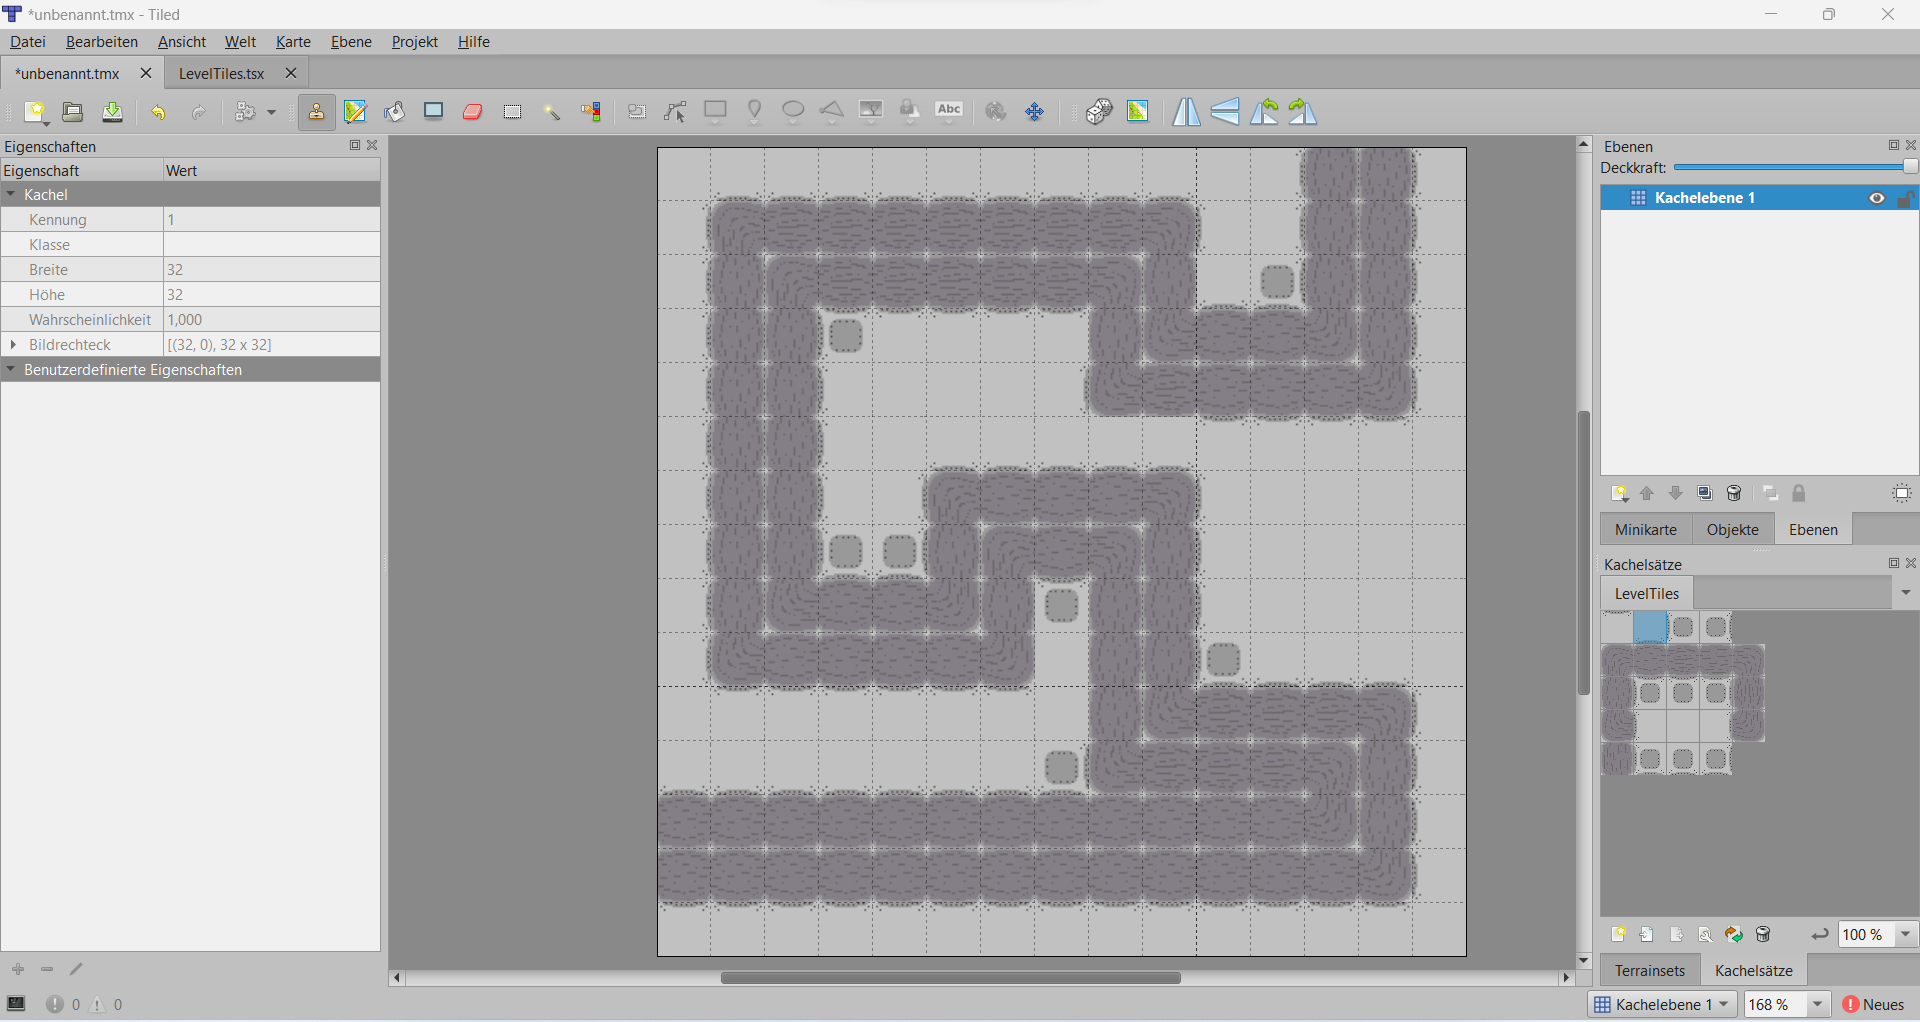 *unbenannt.tmx - Tiled
Datei Bearbeiten Ansicht Welt Karte Ebene Projekt Hilfe
*unbenannt.tmx LevelTiles.tsx
Abc
Eigenschaften
Eigenschaft Wert
Kachel
Kennung 1
Klasse
Breite 32
Höhe 32
Wahrscheinlichkeit 1,000
Bildrechteck [(32, 0), 32 x 32]
Benutzerdefinierte Eigenschaften
Ebenen
Deckkraft:
Kachelebene 1
Minikarte Objekte Ebenen
Kachelsätze
LevelTiles
100 %
Terrainsets Kachelsätze
0 0
Kachelebene 1 168 % Neues